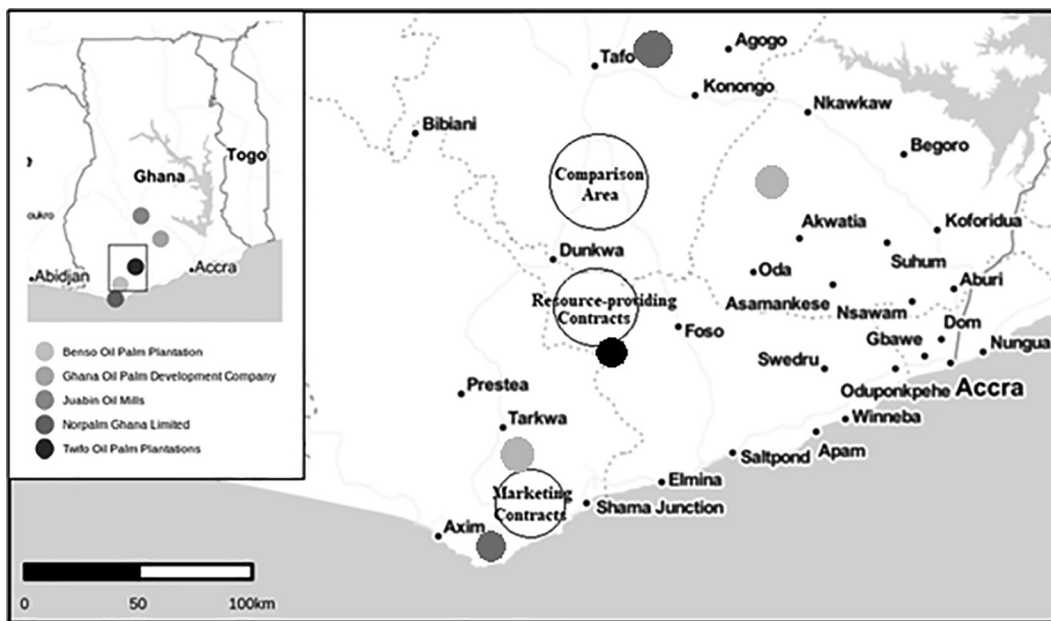 Ghana
Togo
oukro
Abidjan
Accra
Benso Oil Palm Plantation
Ghana Oil Palm Development Company
Juabin Oil Mills
Norpalm Ghana Limited
Twifo Oil Palm Plantations
0 50 100km
Tafo
Agogo
Konongo
Nkawkaw
Bibiani
Begoro
Comparison
Area
Akwatia
Koforidua
Dunkwa
Oda
Suhum
Asamankese
Aburi
Nsawam
Resource-providing
Contracts
Foso
Dom
Gbawe
Nungua
Swedru
Oduponkpehe
Accra
Prestea
Tarkwa
Winneba
Apam
Saltpond
Elmina
Marketing
Contracts
Shama Junction
Axim